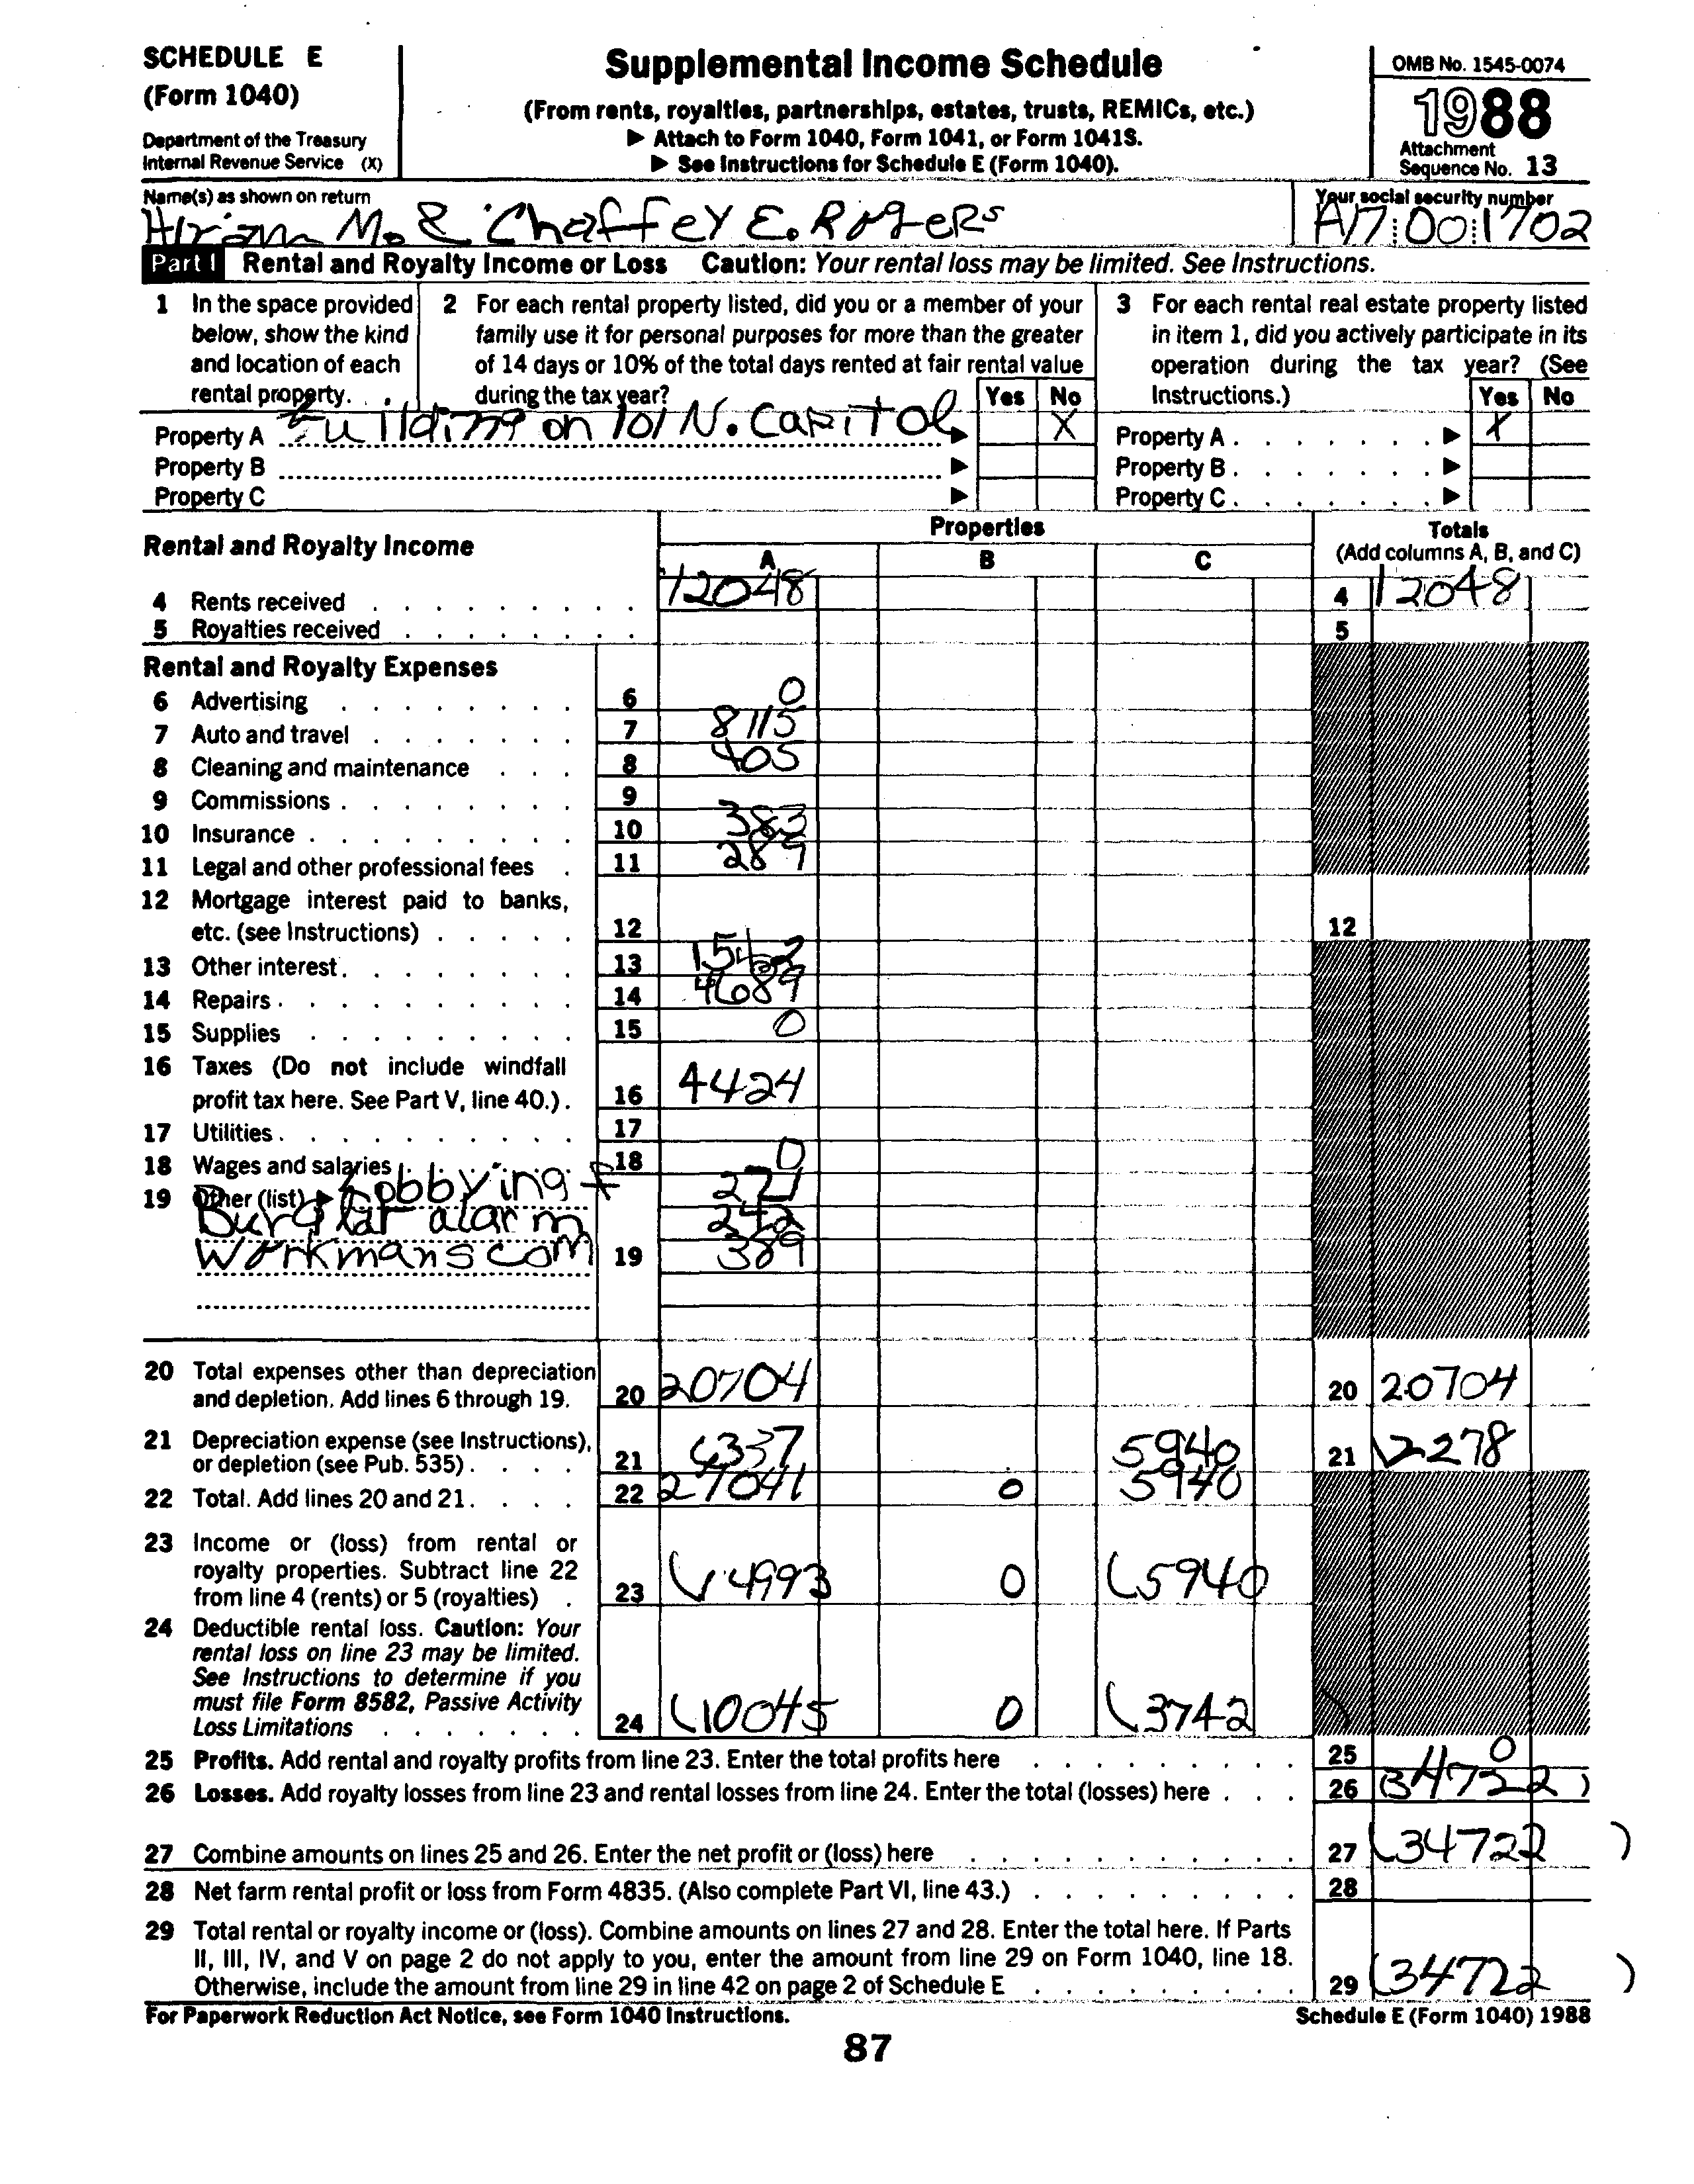 SCHEDULE E
(Form 1040)
Department of the Treasury
Internal Revenue Service (X)
Supplemental Income Schedule
(From rents, royalties, partnerships, estates, trusts, REMICs, etc.)
▶ Attach to Form 1040, Form 1041, or Form 1041S.
▶ See Instructions for Schedule E (Form 1040).
OMB No. 1545-0074
1988
Attachment
Sequence No. 13
Name(s) as shown on return
Hiram M. & Chaffey E. Rogers
Your social security number
A17:00:1702
Part I Rental and Royalty Income or Loss Caution: Your rental loss may be limited. See Instructions.
1 In the space provided
below, show the kind
and location of each
rental property. . .
2 For each rental property listed, did you or a member of your
family use it for personal purposes for more than the greater
of 14 days or 10% of the total days rented at fair rental value
during the tax year?
Yes No
3 For each rental real estate property listed
in item 1, did you actively participate in its
operation during the tax year? (See
Instructions.)
Yes No
Property A on 101 N. Capitol ▶ X
Property A . . . . . . . ▶ X
Property B ▶
Property B . . . . . . . ▶
Property C ▶
Property C . . . . . . . ▶
Rental and Royalty Income
Properties
A B C
Totals
(Add columns A, B, and C)
4 Rents received 12048 4 12048
5 Royalties received 5
Rental and Royalty Expenses
6 Advertising 6 0
7 Auto and travel 7 8115
8 Cleaning and maintenance 8 405
9 Commissions 9
10 Insurance 10 383
11 Legal and other professional fees 11 289
12 Mortgage interest paid to banks,
etc. (see Instructions) 12 12
13 Other interest 13
14 Repairs 14 4689
15 Supplies 15 0
16 Taxes (Do not include windfall
profit tax here. See Part V, line 40.) . 16 4424
17 Utilities 17
18 Wages and salaries 18 0
19 Other (list) ▶ Lobbying +
Burglar alarm 242
Workmans com 19 389
20 Total expenses other than depreciation
and depletion. Add lines 6 through 19. 20 20704 20 20704
21 Depreciation expense (see Instructions),
or depletion (see Pub. 535) . . . . 21 6337 5940 21 12278
22 Total. Add lines 20 and 21. . . . 22 27041 0 5940
23 Income or (loss) from rental or
royalty properties. Subtract line 22
from line 4 (rents) or 5 (royalties) . 23 (14993 0 (5940
24 Deductible rental loss. Caution: Your
rental loss on line 23 may be limited.
See Instructions to determine if you
must file Form 8582, Passive Activity
Loss Limitations 24 (10045 0 (3742
25 Profits. Add rental and royalty profits from line 23. Enter the total profits here 25 0
26 Losses. Add royalty losses from line 23 and rental losses from line 24. Enter the total (losses) here . . . 26 (34722)
27 Combine amounts on lines 25 and 26. Enter the net profit or (loss) here 27 (34722 )
28 Net farm rental profit or loss from Form 4835. (Also complete Part VI, line 43.) 28
29 Total rental or royalty income or (loss). Combine amounts on lines 27 and 28. Enter the total here. If Parts
II, III, IV, and V on page 2 do not apply to you, enter the amount from line 29 on Form 1040, line 18.
Otherwise, include the amount from line 29 in line 42 on page 2 of Schedule E 29 (34722 )
For Paperwork Reduction Act Notice, see Form 1040 Instructions.
Schedule E (Form 1040) 1988
87